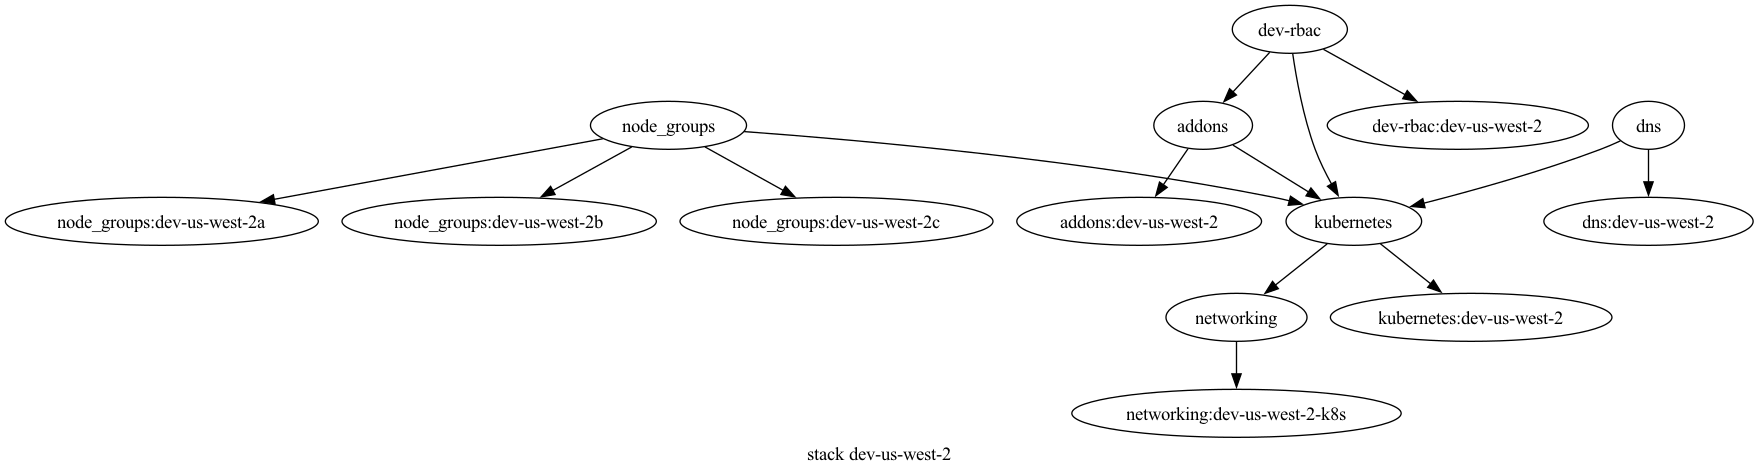 dev-rbac
node_groups
addons
dev-rbac:dev-us-west-2
dns
node_groups:dev-us-west-2a
node_groups:dev-us-west-2b
node_groups:dev-us-west-2c
addons:dev-us-west-2
kubernetes
dns:dev-us-west-2
networking
kubernetes:dev-us-west-2
networking:dev-us-west-2-k8s
stack dev-us-west-2